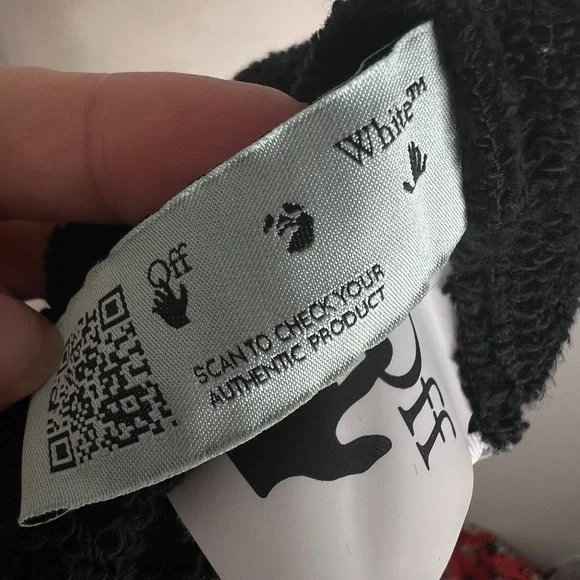 Off
White™
SCAN TO CHECK YOUR
AUTHENTIC PRODUCT
Off